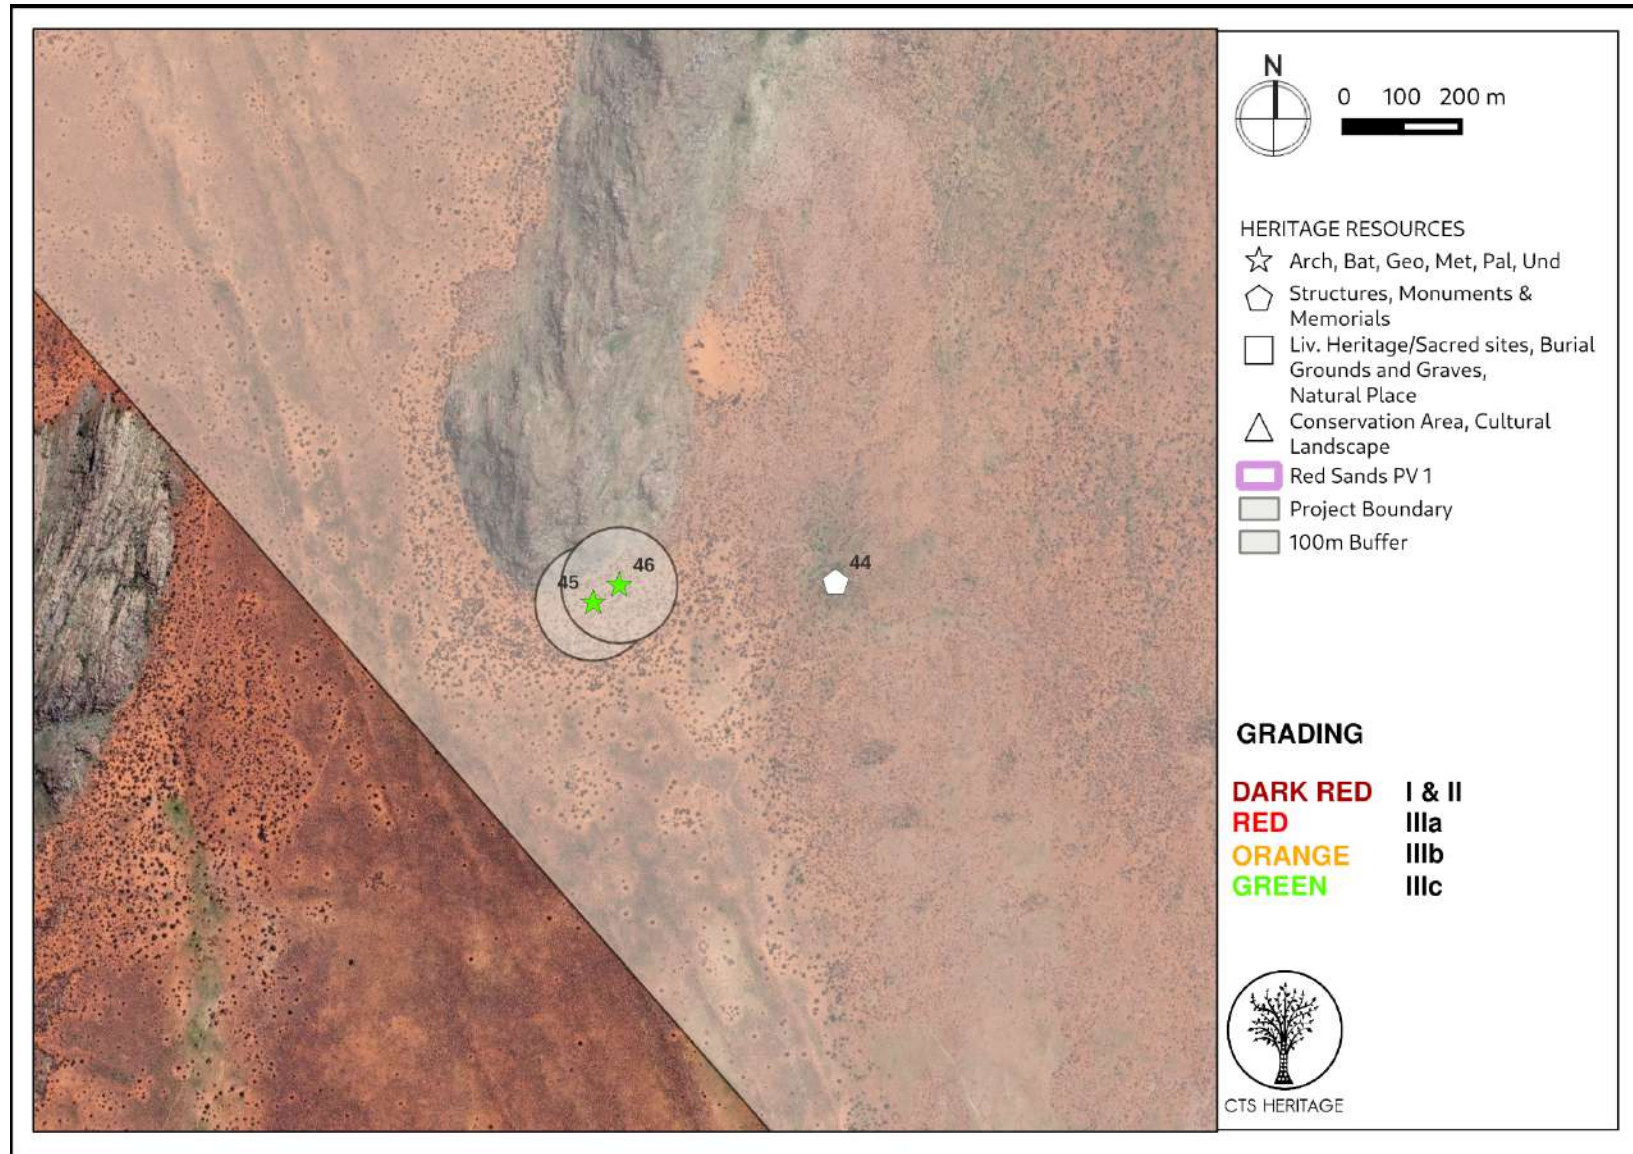 45
46
44
N
0 100 200 m
HERITAGE RESOURCES
Arch, Bat, Geo, Met, Pal, Und
Structures, Monuments &
Memorials
Liv. Heritage/Sacred sites, Burial
Grounds and Graves,
Natural Place
Conservation Area, Cultural
Landscape
Red Sands PV 1
Project Boundary
100m Buffer
GRADING
DARK RED I & II
RED IIIa
ORANGE IIIb
GREEN IIIc
CTS HERITAGE